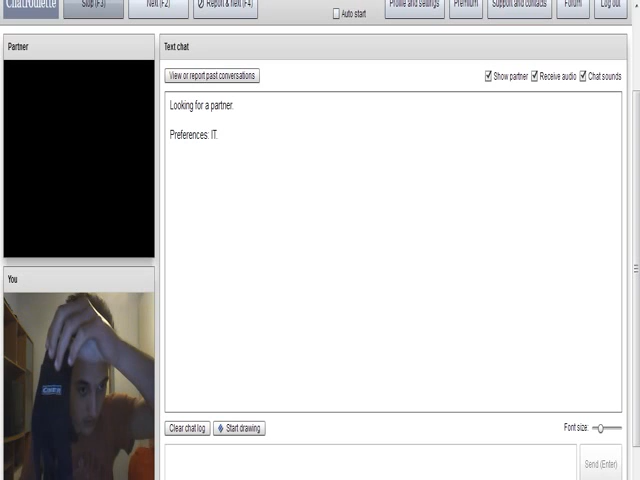 Chatroulette
Stop (F3)
Next (F2)
Report & next (F4)
Auto start
Profile and settings
Premium
Support and contacts
Forum
Log out
Partner
Text chat
View or report past conversations
Show partner
Receive audio
Chat sounds
Looking for a partner.
Preferences: IT.
You
Clear chat log
Start drawing
Font size:
Send (Enter)